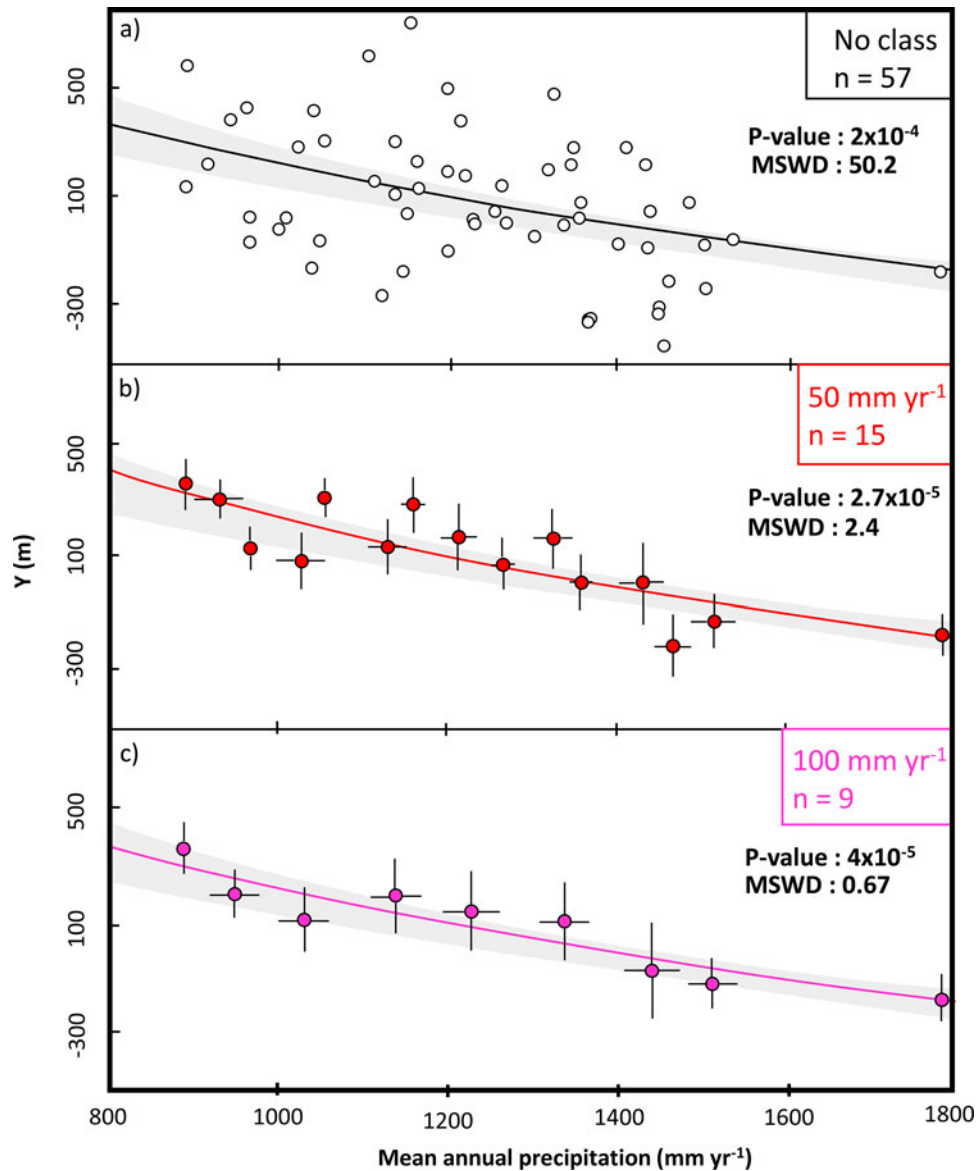 a)
No class
n = 57
P-value : 2x10⁻⁴
MSWD : 50.2
500
100
-300
b)
50 mm yr⁻¹
n = 15
P-value : 2.7x10⁻⁵
MSWD : 2.4
500
100
-300
Y (m)
c)
100 mm yr⁻¹
n = 9
P-value : 4x10⁻⁵
MSWD : 0.67
500
100
-300
800 1000 1200 1400 1600 1800
Mean annual precipitation (mm yr⁻¹)